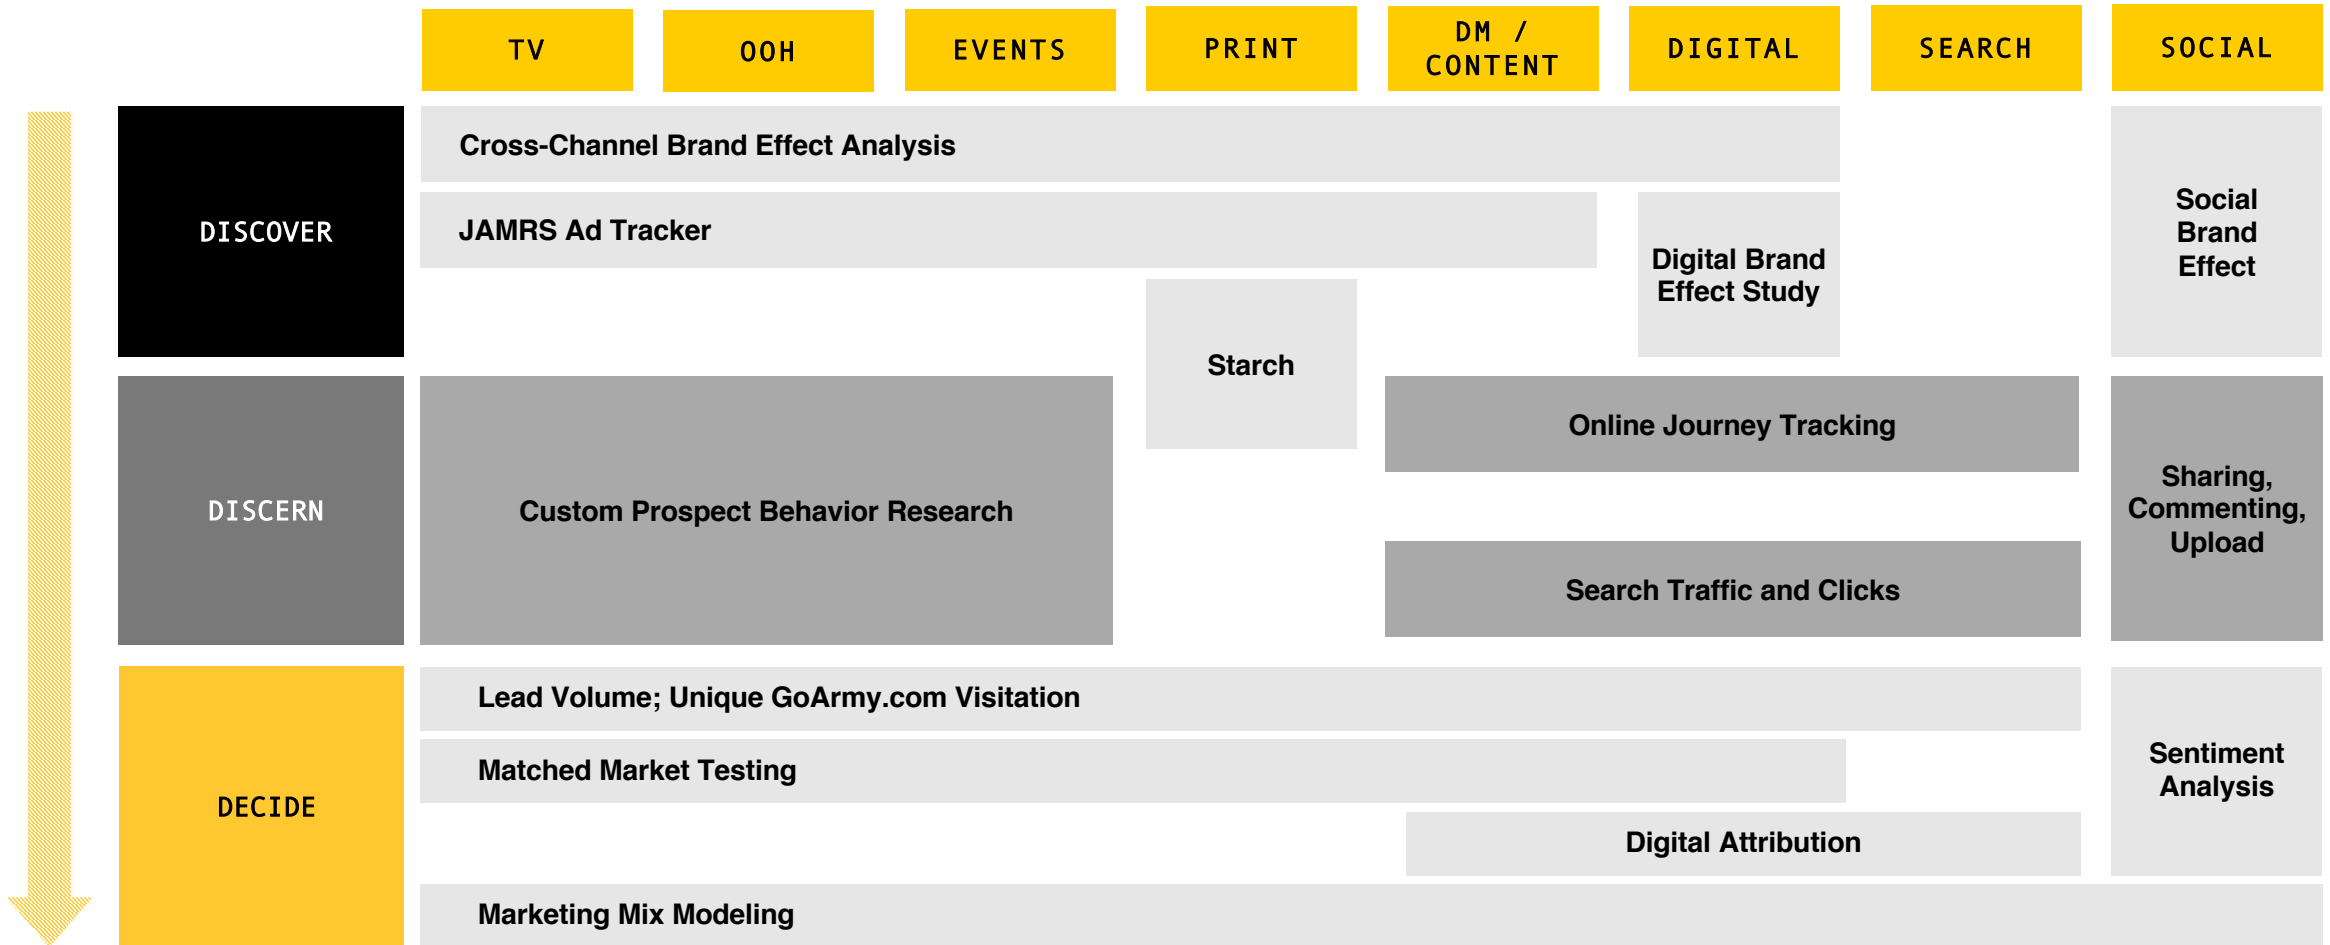 TV
OOH
EVENTS
PRINT
DM /
CONTENT
DIGITAL
SEARCH
SOCIAL
DISCOVER
Cross-Channel Brand Effect Analysis
JAMRS Ad Tracker
Digital Brand
Effect Study
Social
Brand
Effect
Starch
DISCERN
Custom Prospect Behavior Research
Online Journey Tracking
Search Traffic and Clicks
Sharing,
Commenting,
Upload
DECIDE
Lead Volume; Unique GoArmy.com Visitation
Matched Market Testing
Digital Attribution
Sentiment
Analysis
Marketing Mix Modeling